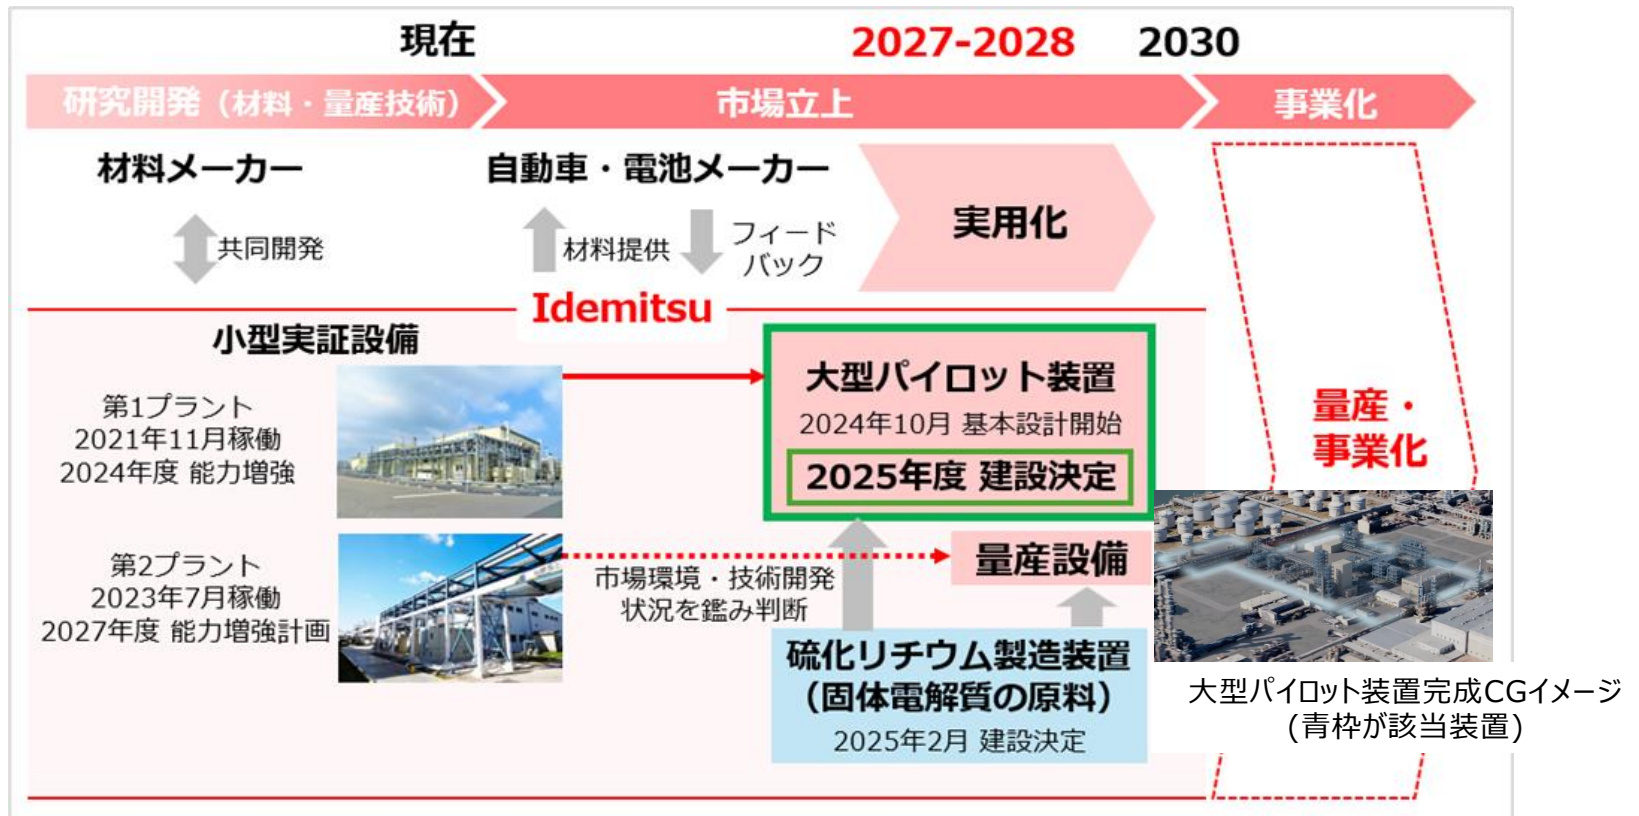 現在
2027-2028
2030
研究開発（材料・量産技術）
市場立上
事業化
材料メーカー
自動車・電池メーカー
実用化
共同開発
材料提供
フィード
バック
Idemitsu
小型実証設備
第1プラント
2021年11月稼働
2024年度 能力増強
大型パイロット装置
2024年10月 基本設計開始
2025年度 建設決定
量産・
事業化
第2プラント
2023年7月稼働
2027年度 能力増強計画
市場環境・技術開発
状況を鑑み判断
量産設備
硫化リチウム製造装置
(固体電解質の原料)
2025年2月 建設決定
大型パイロット装置完成CGイメージ
(青枠が該当装置)